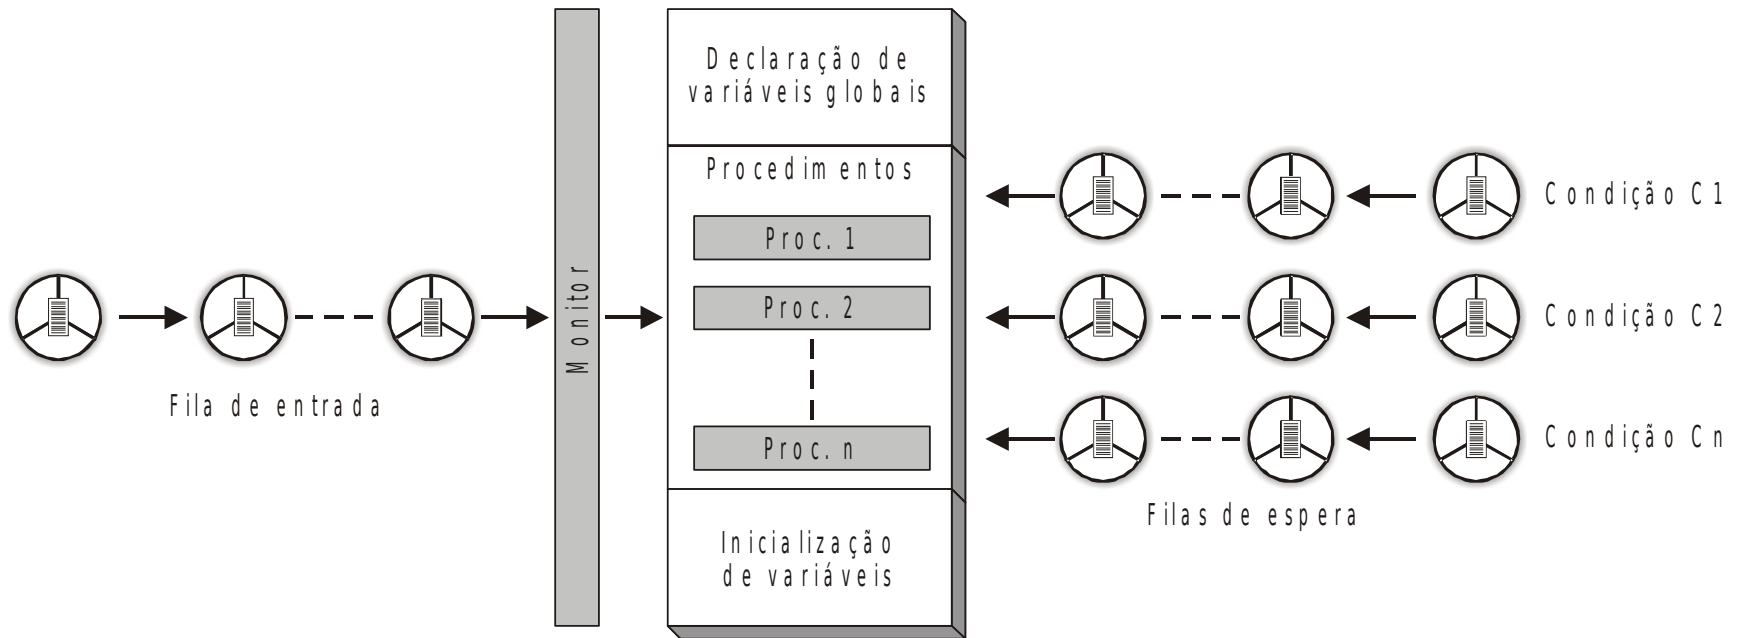 Declaração de
variáveis globais
Procedimentos
Proc. 1
Proc. 2
Proc. n
Inicialização
de variáveis
Monitor
Fila de entrada
Condição C1
Condição C2
Condição Cn
Filas de espera